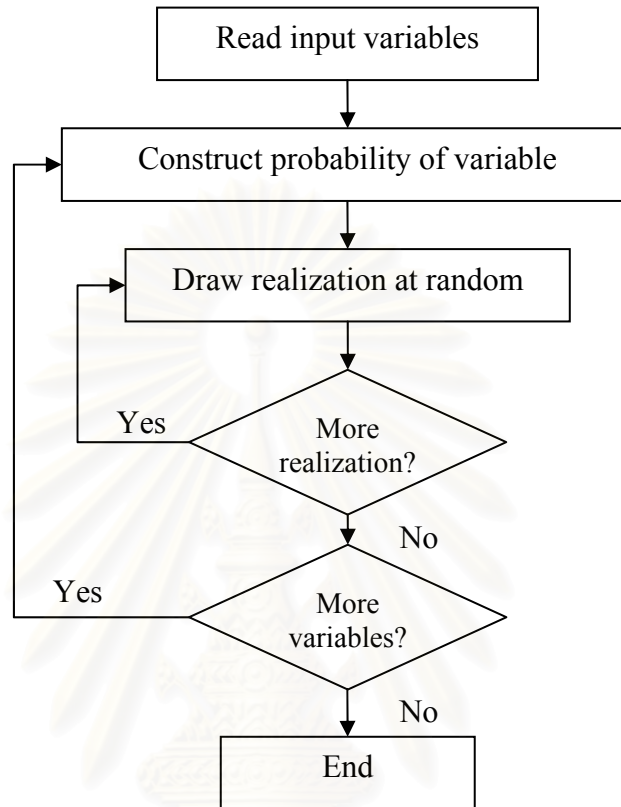 Read input variables
Construct probability of variable
Draw realization at random
Yes
More
realization?
No
Yes
More
variables?
No
End